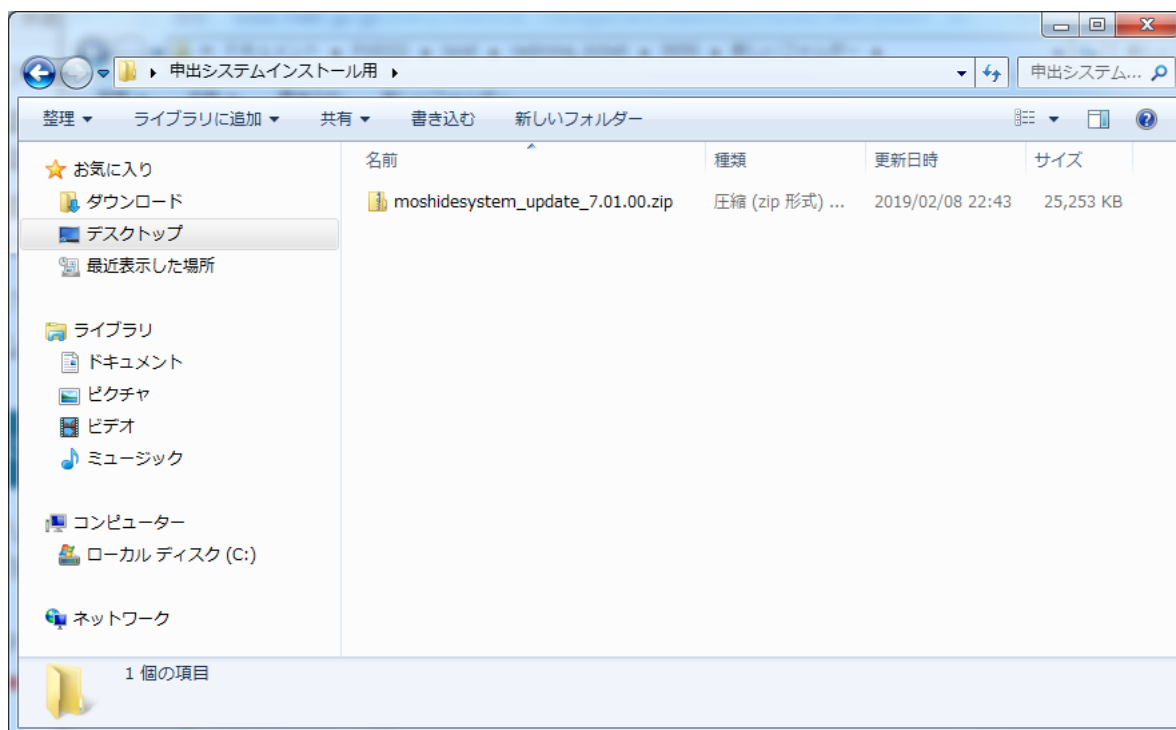 申出システムインストール用
申出システム...
整理 ライブラリに追加 共有 書き込む 新しいフォルダー
お気に入り
ダウンロード
デスクトップ
最近表示した場所
ライブラリ
ドキュメント
ピクチャ
ビデオ
ミュージック
コンピューター
ローカル ディスク (C:)
ネットワーク
名前 種類 更新日時 サイズ
moshidesystem_update_7.01.00.zip 圧縮 (zip 形式) ... 2019/02/08 22:43 25,253 KB
1 個の項目